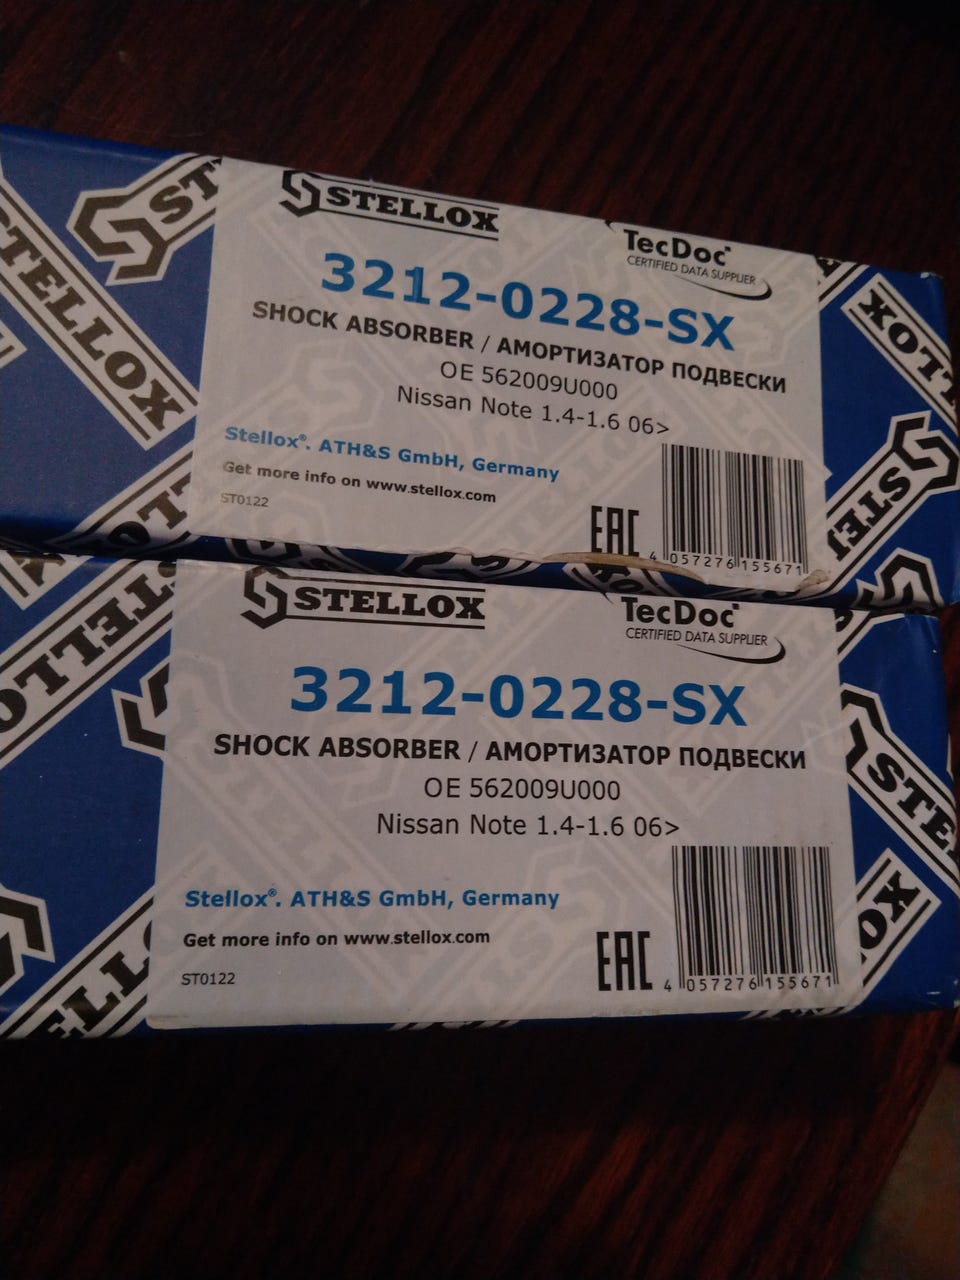 STELLOX
TecDoc
CERTIFIED DATA SUPPLIER
3212-0228-SX
SHOCK ABSORBER / АМОРТИЗАТОР ПОДВЕСКИ
OE 562009U000
Nissan Note 1.4-1.6 06>
Stellox®. ATH&S GmbH, Germany
Get more info on www.stellox.com
ST0122
EAC
4 057276 155671
STELLOX
TecDoc
CERTIFIED DATA SUPPLIER
3212-0228-SX
SHOCK ABSORBER / АМОРТИЗАТОР ПОДВЕСКИ
OE 562009U000
Nissan Note 1.4-1.6 06>
Stellox®. ATH&S GmbH, Germany
Get more info on www.stellox.com
ST0122
EAC
4 057276 155671
STELLOX